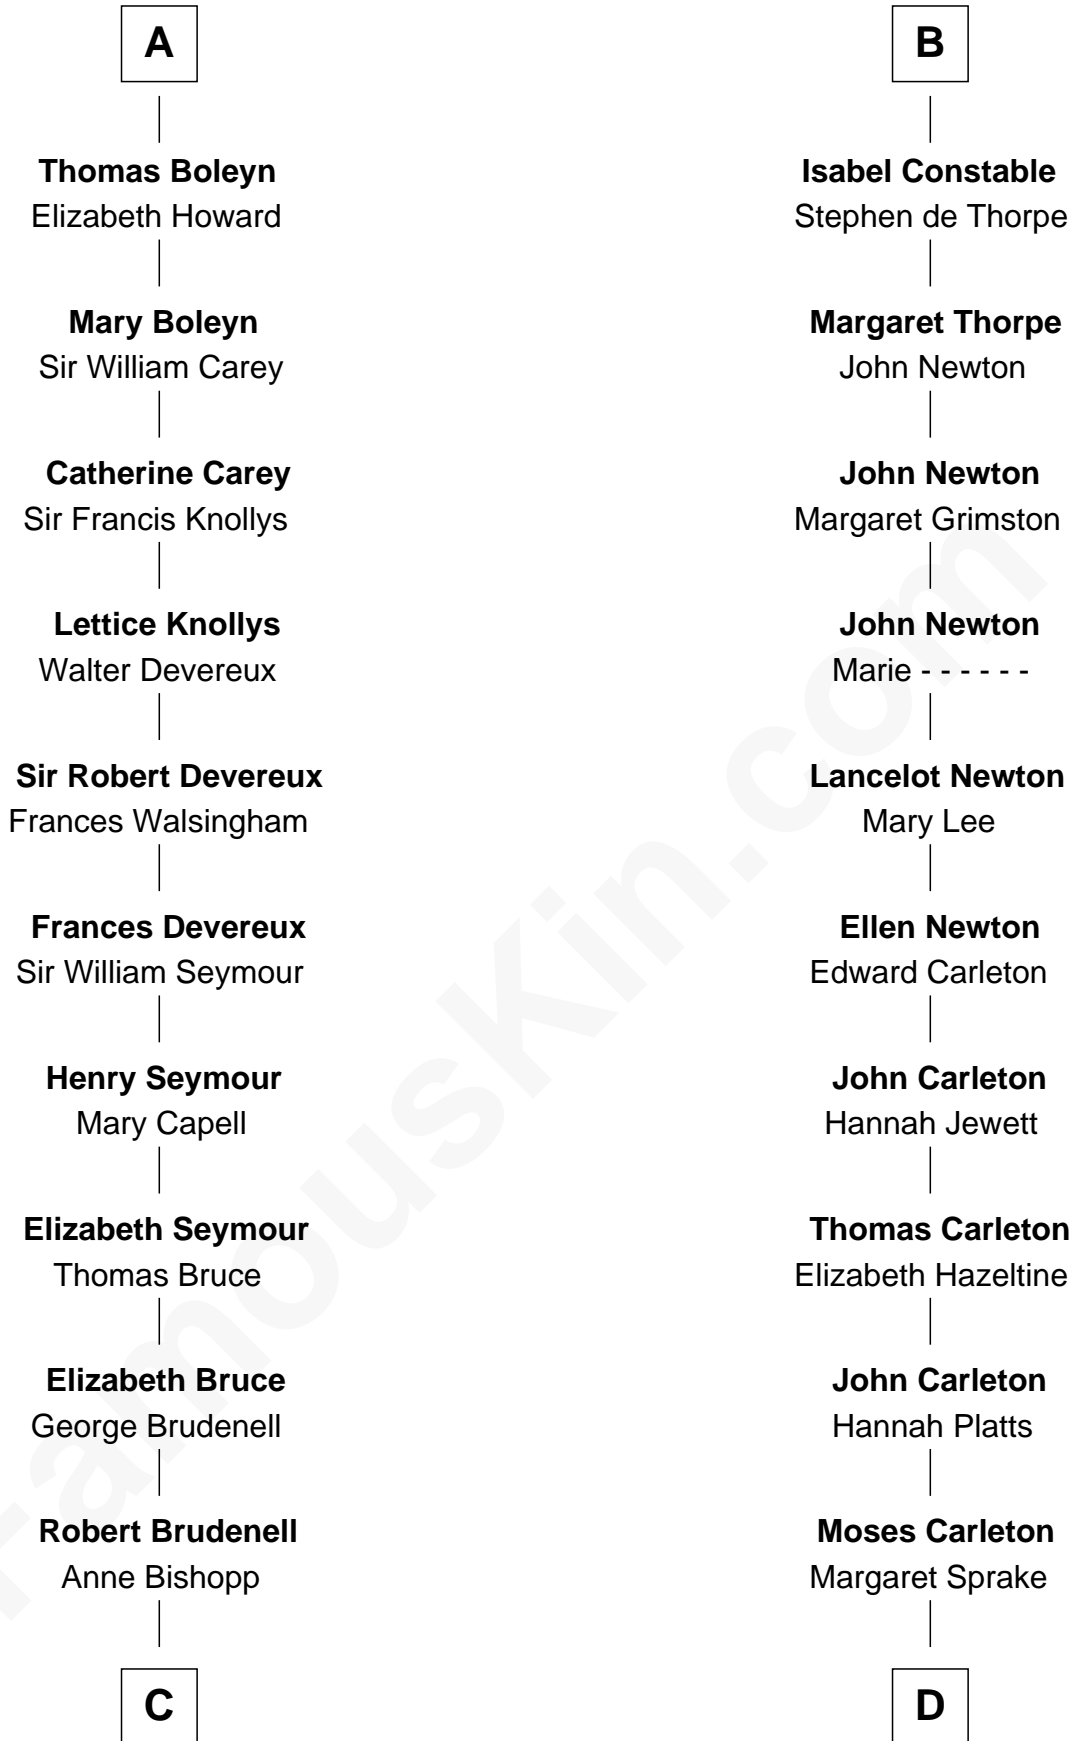 A
Thomas Boleyn
Elizabeth Howard
Mary Boleyn
Sir William Carey
Catherine Carey
Sir Francis Knollys
Lettice Knollys
Walter Devereux
Sir Robert Devereux
Frances Walsingham
Frances Devereux
Sir William Seymour
Henry Seymour
Mary Capell
Elizabeth Seymour
Thomas Bruce
Elizabeth Bruce
George Brudenell
Robert Brudenell
Anne Bishopp
C
B
Isabel Constable
Stephen de Thorpe
Margaret Thorpe
John Newton
John Newton
Margaret Grimston
John Newton
Marie - - - - - -
Lancelot Newton
Mary Lee
Ellen Newton
Edward Carleton
John Carleton
Hannah Jewett
Thomas Carleton
Elizabeth Hazeltine
John Carleton
Hannah Platts
Moses Carleton
Margaret Sprake
D
FamousKin.com